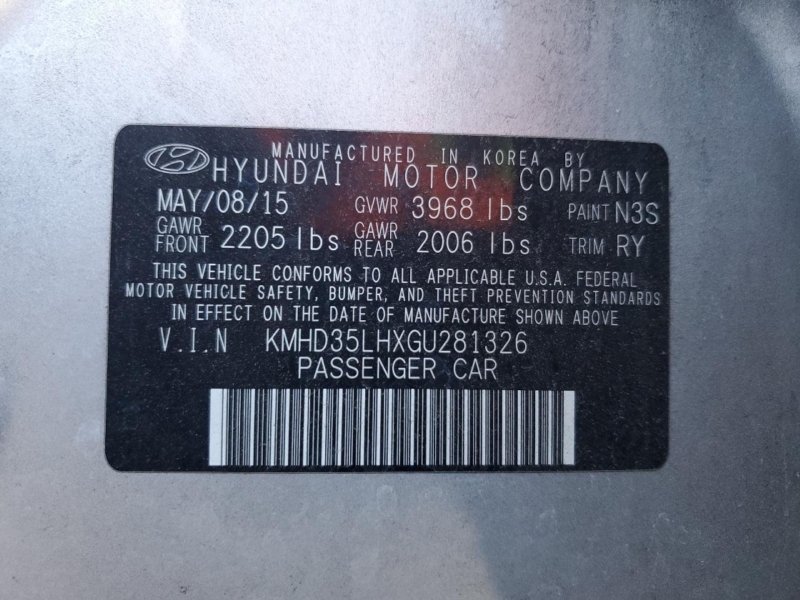 MANUFACTURED IN KOREA BY
HYUNDAI MOTOR COMPANY
MAY/08/15 GVWR 3968 lbs PAINT N3S
GAWR FRONT 2205 lbs GAWR REAR 2006 lbs TRIM RY
THIS VEHICLE CONFORMS TO ALL APPLICABLE U.S.A. FEDERAL
MOTOR VEHICLE SAFETY, BUMPER, AND THEFT PREVENTION STANDARDS
IN EFFECT ON THE DATE OF MANUFACTURE SHOWN ABOVE
V.I.N KMHD35LHXGU281326
PASSENGER CAR